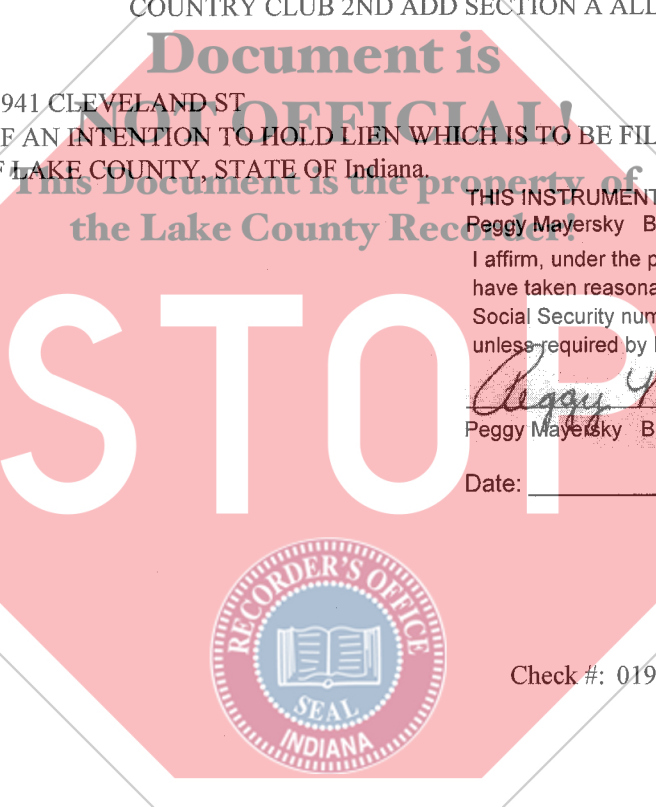 COUNTRY CLUB 2ND ADD SECTION A ALL
Document is
941 CLEVELAND ST
NOT OFFICIAL!
F AN INTENTION TO HOLD LIEN WHICH IS TO BE FIL
F LAKE COUNTY, STATE OF Indiana.
This Document is the property of
the Lake County Recorder!
THIS INSTRUMENT
Peggy Mayersky B
I affirm, under the p
have taken reasona
Social Security num
unless required by
STOP
Peggy
Peggy Mayersky B
Date:
RECORDER'S OFFICE
SEAL
INDIANA
Check #: 019